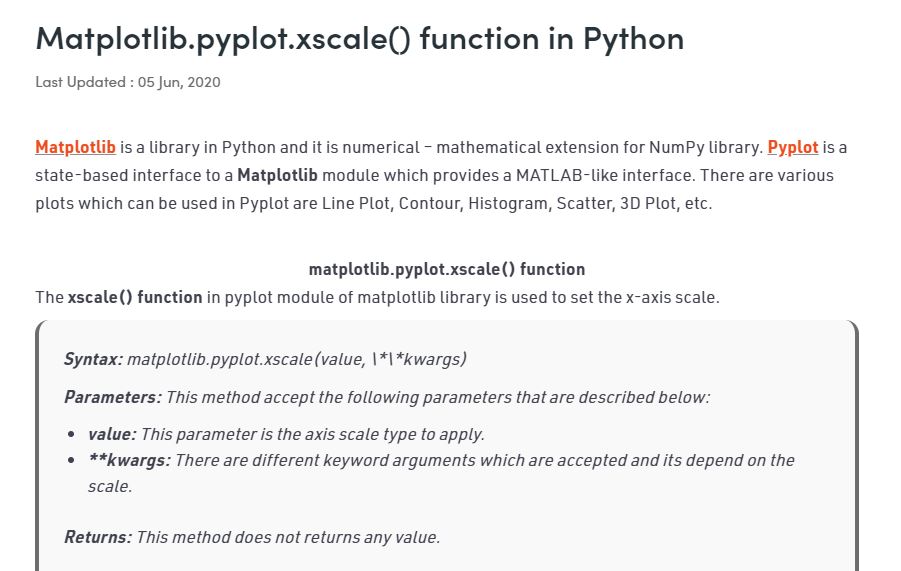 Matplotlib.pyplot.xscale() function in Python
Last Updated : 05 Jun, 2020
Matplotlib is a library in Python and it is numerical – mathematical extension for NumPy library. Pyplot is a
state-based interface to a Matplotlib module which provides a MATLAB-like interface. There are various
plots which can be used in Pyplot are Line Plot, Contour, Histogram, Scatter, 3D Plot, etc.
matplotlib.pyplot.xscale() function
The xscale() function in pyplot module of matplotlib library is used to set the x-axis scale.
Syntax: matplotlib.pyplot.xscale(value, \*\*kwargs)
Parameters: This method accept the following parameters that are described below:
• value: This parameter is the axis scale type to apply.
• **kwargs: There are different keyword arguments which are accepted and its depend on the
scale.
Returns: This method does not returns any value.